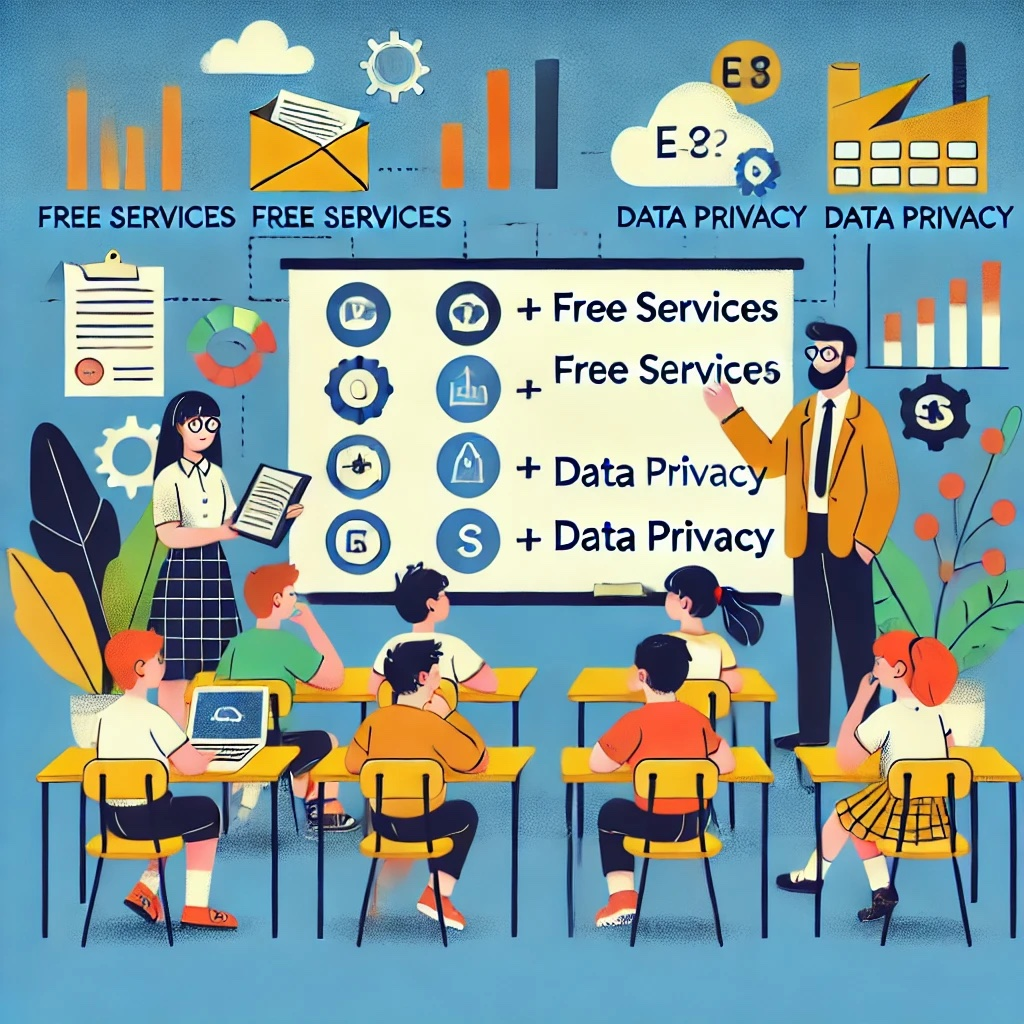 E8
E-8?
FREE SERVICES FREE SERVICES DATA PRIVACY DATA PRIVACY
+ Free Services
+ Free Services
+ Data Privacy
S + Data Privacy
S